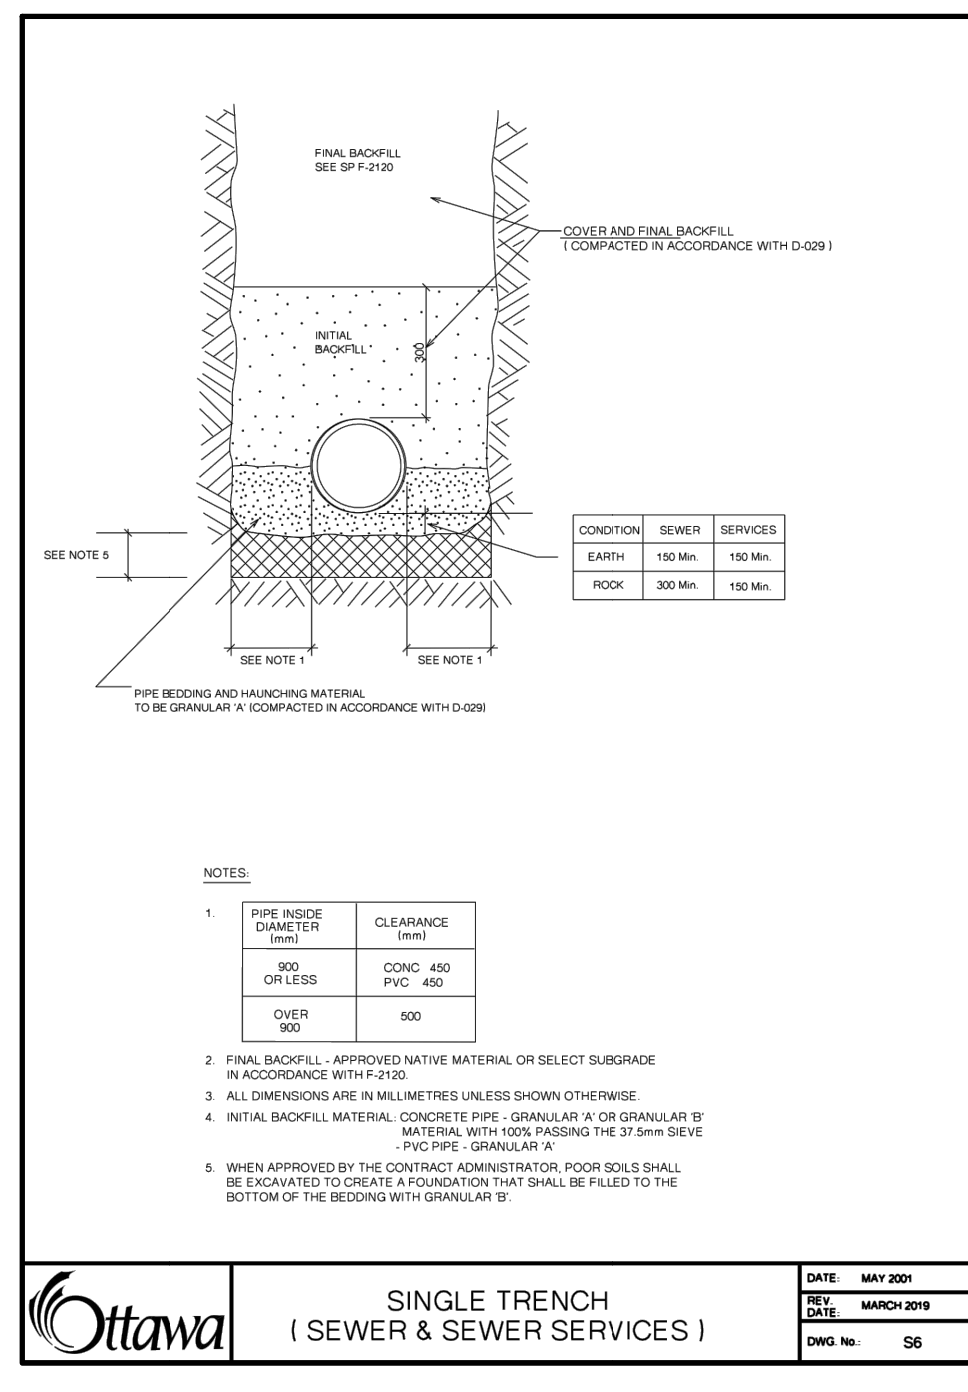 FINAL BACKFILL
SEE SP F-2120
COVER AND FINAL BACKFILL
( COMPACTED IN ACCORDANCE WITH D-029 )
INITIAL
BACKFILL
300
CONDITION SEWER SERVICES
EARTH 150 Min. 150 Min.
ROCK 300 Min. 150 Min.
SEE NOTE 5
SEE NOTE 1 SEE NOTE 1
PIPE BEDDING AND HAUNCHING MATERIAL
TO BE GRANULAR 'A' (COMPACTED IN ACCORDANCE WITH D-029)
NOTES:
1.
PIPE INSIDE
DIAMETER
(mm)
CLEARANCE
(mm)
900
OR LESS
CONC 450
PVC 450
OVER
900
500
2. FINAL BACKFILL - APPROVED NATIVE MATERIAL OR SELECT SUBGRADE
IN ACCORDANCE WITH F-2120.
3. ALL DIMENSIONS ARE IN MILLIMETRES UNLESS SHOWN OTHERWISE.
4. INITIAL BACKFILL MATERIAL: CONCRETE PIPE - GRANULAR 'A' OR GRANULAR 'B'
MATERIAL WITH 100% PASSING THE 37.5mm SIEVE
- PVC PIPE - GRANULAR 'A'
5. WHEN APPROVED BY THE CONTRACT ADMINISTRATOR, POOR SOILS SHALL
BE EXCAVATED TO CREATE A FOUNDATION THAT SHALL BE FILLED TO THE
BOTTOM OF THE BEDDING WITH GRANULAR 'B'.
Ottawa
SINGLE TRENCH
( SEWER & SEWER SERVICES )
DATE: MAY 2001
REV.
DATE: MARCH 2019
DWG. No.: S6